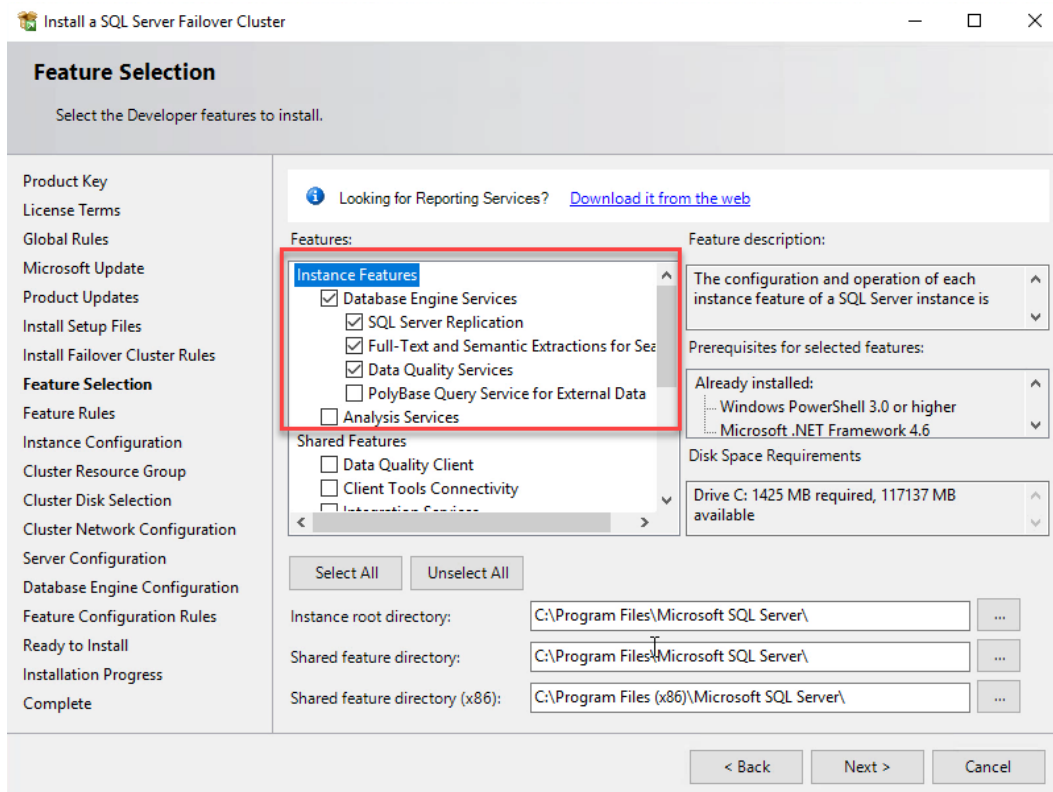 Install a SQL Server Failover Cluster
Feature Selection
Select the Developer features to install.
Product Key
License Terms
Global Rules
Microsoft Update
Product Updates
Install Setup Files
Install Failover Cluster Rules
Feature Selection
Feature Rules
Instance Configuration
Cluster Resource Group
Cluster Disk Selection
Cluster Network Configuration
Server Configuration
Database Engine Configuration
Feature Configuration Rules
Ready to Install
Installation Progress
Complete
Looking for Reporting Services? Download it from the web
Features:
Instance Features
Database Engine Services
SQL Server Replication
Full-Text and Semantic Extractions for Sea
Data Quality Services
PolyBase Query Service for External Data
Analysis Services
Shared Features
Data Quality Client
Client Tools Connectivity
Feature description:
The configuration and operation of each
instance feature of a SQL Server instance is
Prerequisites for selected features:
Already installed:
Windows PowerShell 3.0 or higher
Microsoft .NET Framework 4.6
Disk Space Requirements
Drive C: 1425 MB required, 117137 MB
available
Select All
Unselect All
Instance root directory: C:\Program Files\Microsoft SQL Server\ ...
Shared feature directory: C:\Program Files\Microsoft SQL Server\ ...
Shared feature directory (x86): C:\Program Files (x86)\Microsoft SQL Server\ ...
< Back
Next >
Cancel